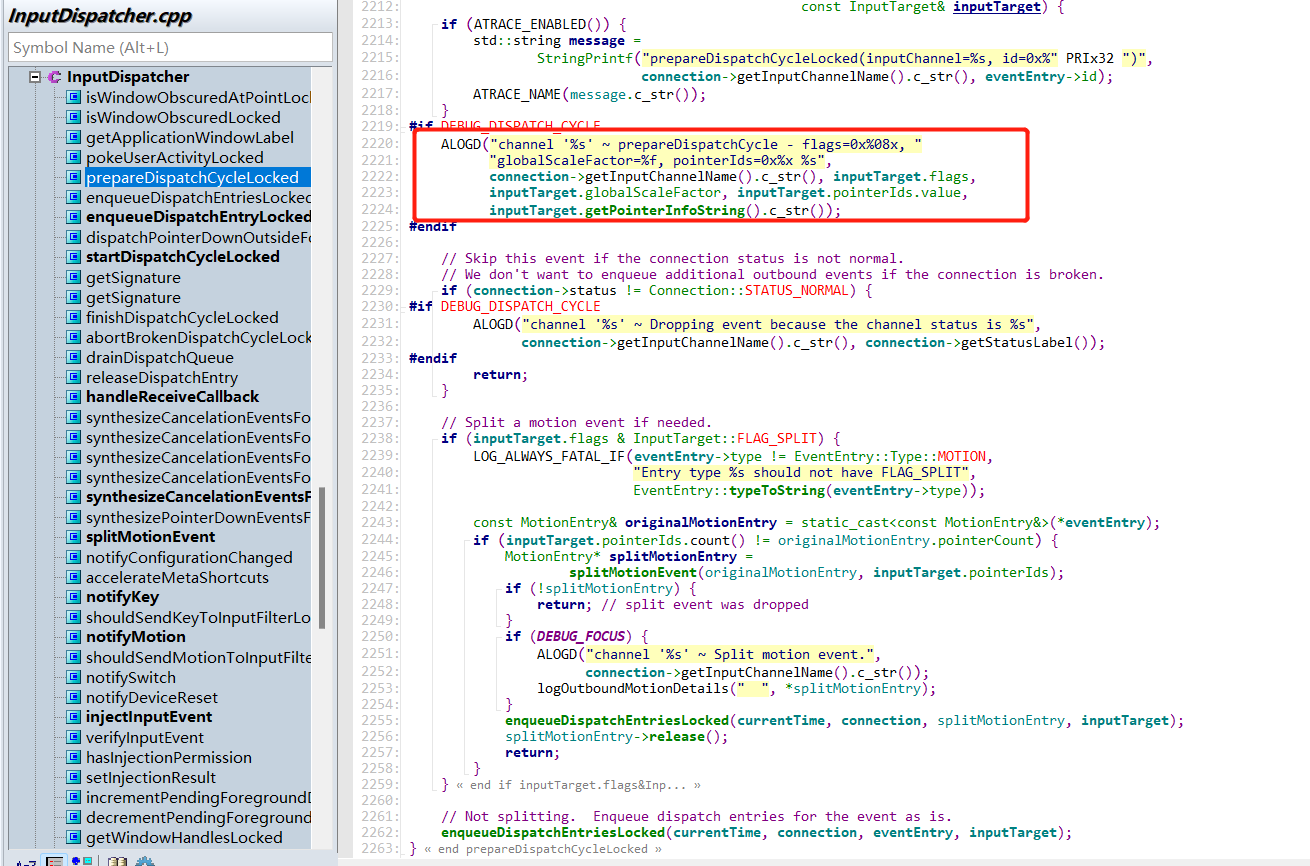 InputDispatcher.cpp
Symbol Name (Alt+L)
InputDispatcher
isWindowObscuredAtPointLocl
isWindowObscuredLocked
getApplicationWindowLabel
pokeUserActivityLocked
prepareDispatchCycleLocked
enqueueDispatchEntriesLocked
enqueueDispatchEntryLocked
dispatchPointerDownOutsideFo
startDispatchCycleLocked
getSignature
getSignature
finishDispatchCycleLocked
abortBrokenDispatchCycleLock
drainDispatchQueue
releaseDispatchEntry
handleReceiveCallback
synthesizeCancelationEventsFo
synthesizeCancelationEventsFo
synthesizeCancelationEventsFo
synthesizeCancelationEventsFo
synthesizeCancelationEventsF
synthesizePointerDownEventsF
splitMotionEvent
notifyConfigurationChanged
accelerateMetaShortcuts
notifyKey
shouldSendKeyToInputFilterLo
notifyMotion
shouldSendMotionToInputFilte
notifySwitch
notifyDeviceReset
injectInputEvent
verifyInputEvent
hasInjectionPermission
setInjectionResult
incrementPendingForegroundD
decrementPendingForeground
getWindowHandlesLocked
2212: const InputTarget& inputTarget) {
2213: if (ATRACE_ENABLED()) {
2214: std::string message =
2215: StringPrintf("prepareDispatchCycleLocked(inputChannel=%s, id=0x%" PRIx32 ")",
2216: connection->getInputChannelName().c_str(), eventEntry->id);
2217: ATRACE_NAME(message.c_str());
2218: }
2219: #if DEBUG_DISPATCH_CYCLE
2220: ALOGD("channel '%s' ~ prepareDispatchCycle - flags=0x%08x, "
2221: "globalScaleFactor=%f, pointerIds=0x%x %s",
2222: connection->getInputChannelName().c_str(), inputTarget.flags,
2223: inputTarget.globalScaleFactor, inputTarget.pointerIds.value,
2224: inputTarget.getPointerInfoString().c_str());
2225: #endif
2226:
2227: // Skip this event if the connection status is not normal.
2228: // We don't want to enqueue additional outbound events if the connection is broken.
2229: if (connection->status != Connection::STATUS_NORMAL) {
2230: #if DEBUG_DISPATCH_CYCLE
2231: ALOGD("channel '%s' ~ Dropping event because the channel status is %s",
2232: connection->getInputChannelName().c_str(), connection->getStatusLabel());
2233: #endif
2234: return;
2235: }
2236:
2237: // Split a motion event if needed.
2238: if (inputTarget.flags & InputTarget::FLAG_SPLIT) {
2239: LOG_ALWAYS_FATAL_IF(eventEntry->type != EventEntry::Type::MOTION,
2240: "Entry type %s should not have FLAG_SPLIT",
2241: EventEntry::typeToString(eventEntry->type));
2242:
2243: const MotionEntry& originalMotionEntry = static_cast<const MotionEntry&>(*eventEntry);
2244: if (inputTarget.pointerIds.count() != originalMotionEntry.pointerCount) {
2245: MotionEntry* splitMotionEntry =
2246: splitMotionEvent(originalMotionEntry, inputTarget.pointerIds);
2247: if (!splitMotionEntry) {
2248: return; // split event was dropped
2249: }
2250: if (DEBUG_FOCUS) {
2251: ALOGD("channel '%s' ~ Split motion event.",
2252: connection->getInputChannelName().c_str());
2253: logOutboundMotionDetails("  ", *splitMotionEntry);
2254: }
2255: enqueueDispatchEntriesLocked(currentTime, connection, splitMotionEntry, inputTarget);
2256: splitMotionEntry->release();
2257: return;
2258: }
2259: } « end if inputTarget.flags&Inp... »
2260:
2261: // Not splitting.  Enqueue dispatch entries for the event as is.
2262: enqueueDispatchEntriesLocked(currentTime, connection, eventEntry, inputTarget);
2263: } « end prepareDispatchCycleLocked »